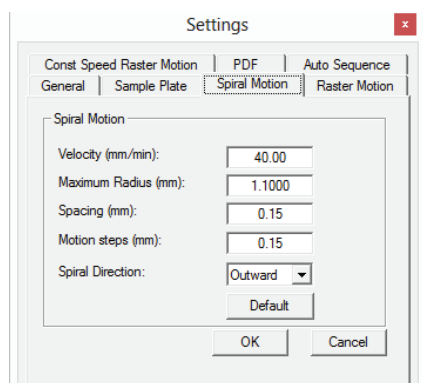 Settings
x
Const Speed Raster Motion PDF Auto Sequence
General Sample Plate Spiral Motion Raster Motion
Spiral Motion
Velocity (mm/min): 40.00
Maximum Radius (mm): 1.1000
Spacing (mm): 0.15
Motion steps (mm): 0.15
Spiral Direction: Outward
Default
OK Cancel